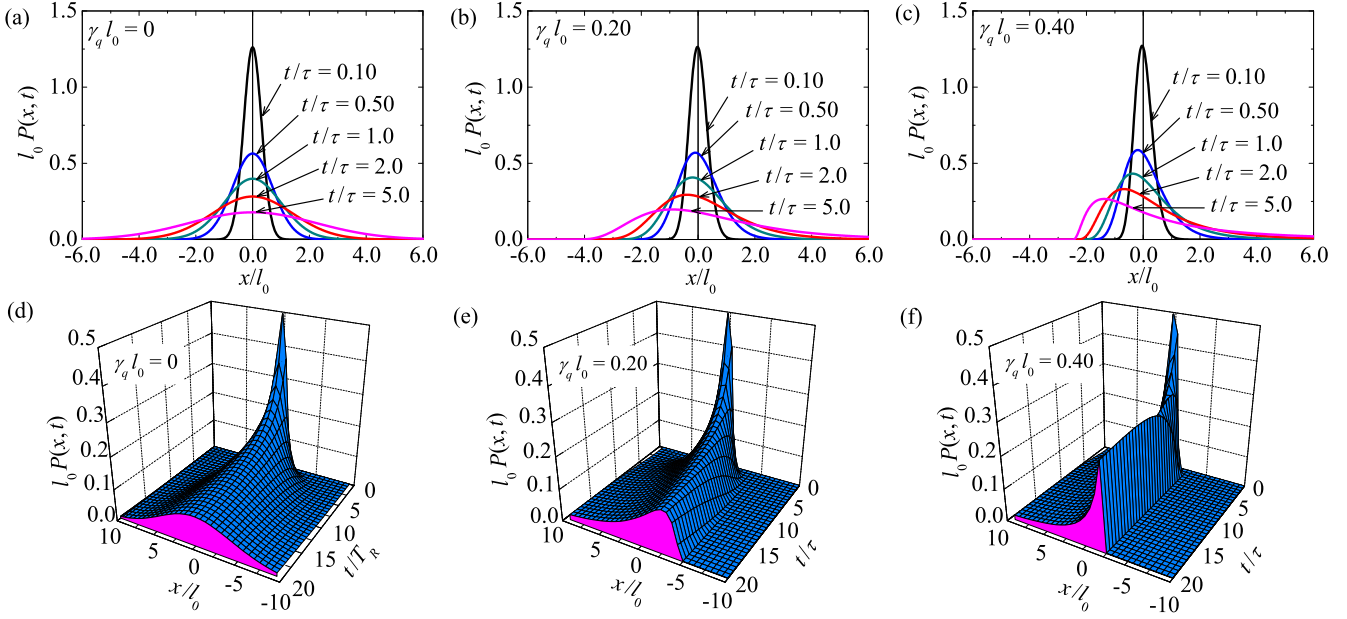 (a)
γq l0 = 0
l0 P(x,t)
1.5
1.0
0.5
0.0
t/τ = 0.10
t/τ = 0.50
t/τ = 1.0
t/τ = 2.0
t/τ = 5.0
-6.0 -4.0 -2.0 0.0 2.0 4.0 6.0
x/l0
(b)
γq l0 = 0.20
l0 P(x,t)
1.5
1.0
0.5
0.0
t/τ = 0.10
t/τ = 0.50
t/τ = 1.0
t/τ = 2.0
t/τ = 5.0
-6.0 -4.0 -2.0 0.0 2.0 4.0 6.0
x/l0
(c)
γq l0 = 0.40
l0 P(x,t)
1.5
1.0
0.5
0.0
t/τ = 0.10
t/τ = 0.50
t/τ = 1.0
t/τ = 2.0
t/τ = 5.0
-6.0 -4.0 -2.0 0.0 2.0 4.0 6.0
x/l0
(d)
γq l0 = 0
l0 P(x,t)
0.5
0.4
0.3
0.2
0.1
0.0
10 5 0 -5 -10
x/l0
0 5 10 15 20
t/TR
(e)
γq l0 = 0.20
l0 P(x,t)
0.5
0.4
0.3
0.2
0.1
0.0
10 5 0 -5 -10
x/l0
0 5 10 15 20
t/τ
(f)
γq l0 = 0.40
l0 P(x,t)
0.5
0.4
0.3
0.2
0.1
0.0
10 5 0 -5 -10
x/l0
0 5 10 15 20
t/τ